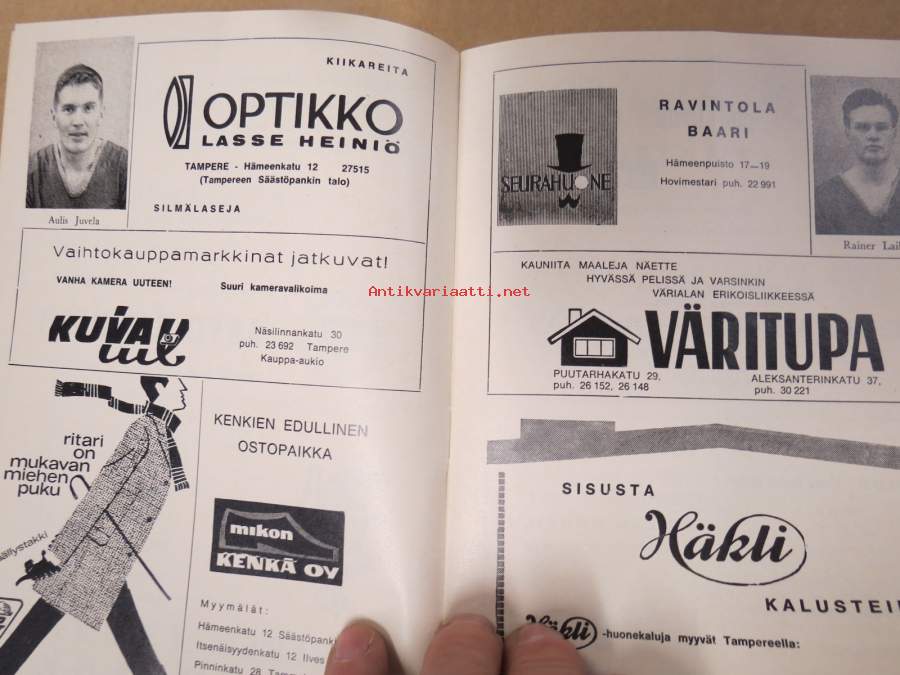 KIIKAREITA
OPTIKKO
LASSE HEINIÖ
TAMPERE - Hämeenkatu 12 27515
(Tampereen Säästöpankin talo)
SILMÄLASEJA
Aulis Juvela
Vaihtokauppamarkkinat jatkuvat!
VANHA KAMERA UUTEEN! Suuri kameravalikoima
Näsilinnankatu 30
puh. 23 692 Tampere
Kauppa-aukio
ritari
on
mukavan
miehen
puku
KENKIEN EDULLINEN
OSTOPAIKKA
mikon
KENKÄ OY
Myymälät:
Hämeenkatu 12
Itsenäisyydenkatu 12 Ilves
Pinninkatu 28
RAVINTOLA
BAARI
SEURAHUONE
Hämeenpuisto 17—19
Hovimestari puh. 22 991
Rainer
KAUNIITA MAALEJA NÄETTE
HYVÄSSÄ PELISSÄ JA VARSINKIN
VÄRIALAN ERIKOISLIIKKEESSÄ
Antikvariaatti.net
VÄRITUPA
PUUTARHAKATU 29,
puh. 26 152, 26 148
ALEKSANTERINKATU 37,
puh. 30 221
SISUSTA
Häkli
Häkli -huonekaluja myyvät Tampereella: